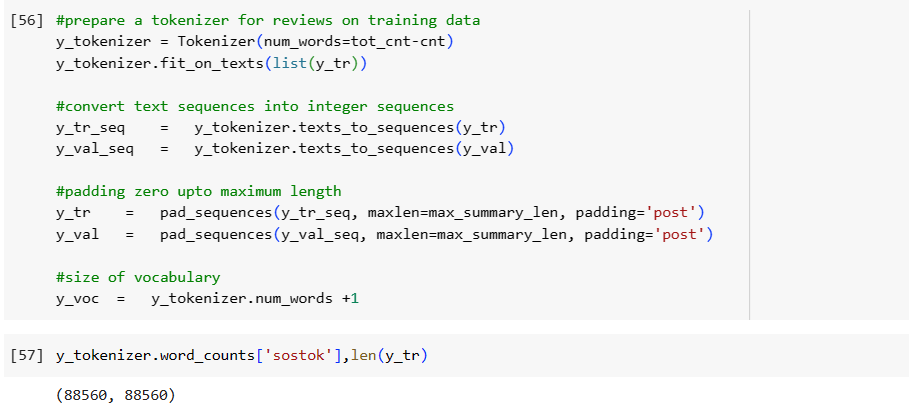 [56] #prepare a tokenizer for reviews on training data
y_tokenizer = Tokenizer(num_words=tot_cnt-cnt)
y_tokenizer.fit_on_texts(list(y_tr))
#convert text sequences into integer sequences
y_tr_seq    =   y_tokenizer.texts_to_sequences(y_tr)
y_val_seq   =   y_tokenizer.texts_to_sequences(y_val)
#padding zero upto maximum length
y_tr    =   pad_sequences(y_tr_seq, maxlen=max_summary_len, padding='post')
y_val   =   pad_sequences(y_val_seq, maxlen=max_summary_len, padding='post')
#size of vocabulary
y_voc  =   y_tokenizer.num_words +1
[57] y_tokenizer.word_counts['sostok'],len(y_tr)
(88560, 88560)